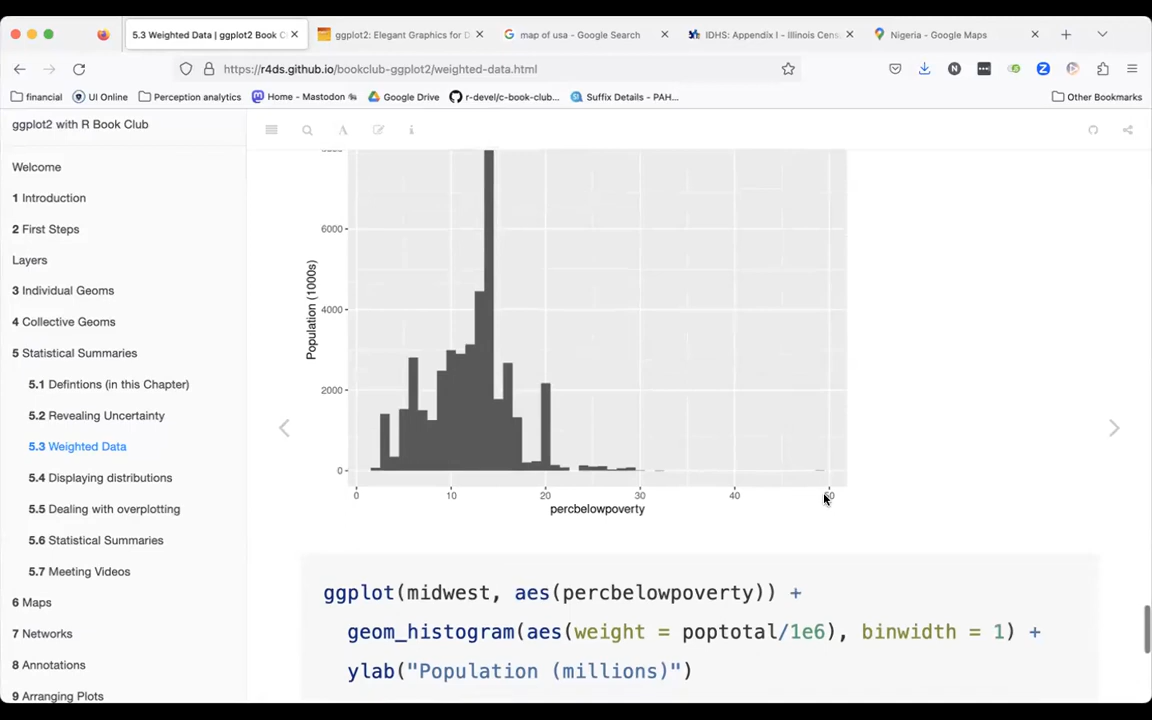 5.3 Weighted Data | ggplot2 Book C
ggplot2: Elegant Graphics for D
map of usa - Google Search
IDHS: Appendix I - Illinois Cens
Nigeria - Google Maps
https://r4ds.github.io/bookclub-ggplot2/weighted-data.html
financial
UI Online
Perception analytics
Home - Mastodon
Google Drive
r-devel/c-book-club...
Suffix Details - PAH...
Other Bookmarks
ggplot2 with R Book Club
Welcome
1 Introduction
2 First Steps
Layers
3 Individual Geoms
4 Collective Geoms
5 Statistical Summaries
5.1 Defintions (in this Chapter)
5.2 Revealing Uncertainty
5.3 Weighted Data
5.4 Displaying distributions
5.5 Dealing with overplotting
5.6 Statistical Summaries
5.7 Meeting Videos
6 Maps
7 Networks
8 Annotations
9 Arranging Plots
Population (1000s)
6000
4000
2000
0
0 10 20 30 40
percbelowpoverty
ggplot(midwest, aes(percbelowpoverty)) +
geom_histogram(aes(weight = poptotal/1e6), binwidth = 1) +
ylab("Population (millions)")